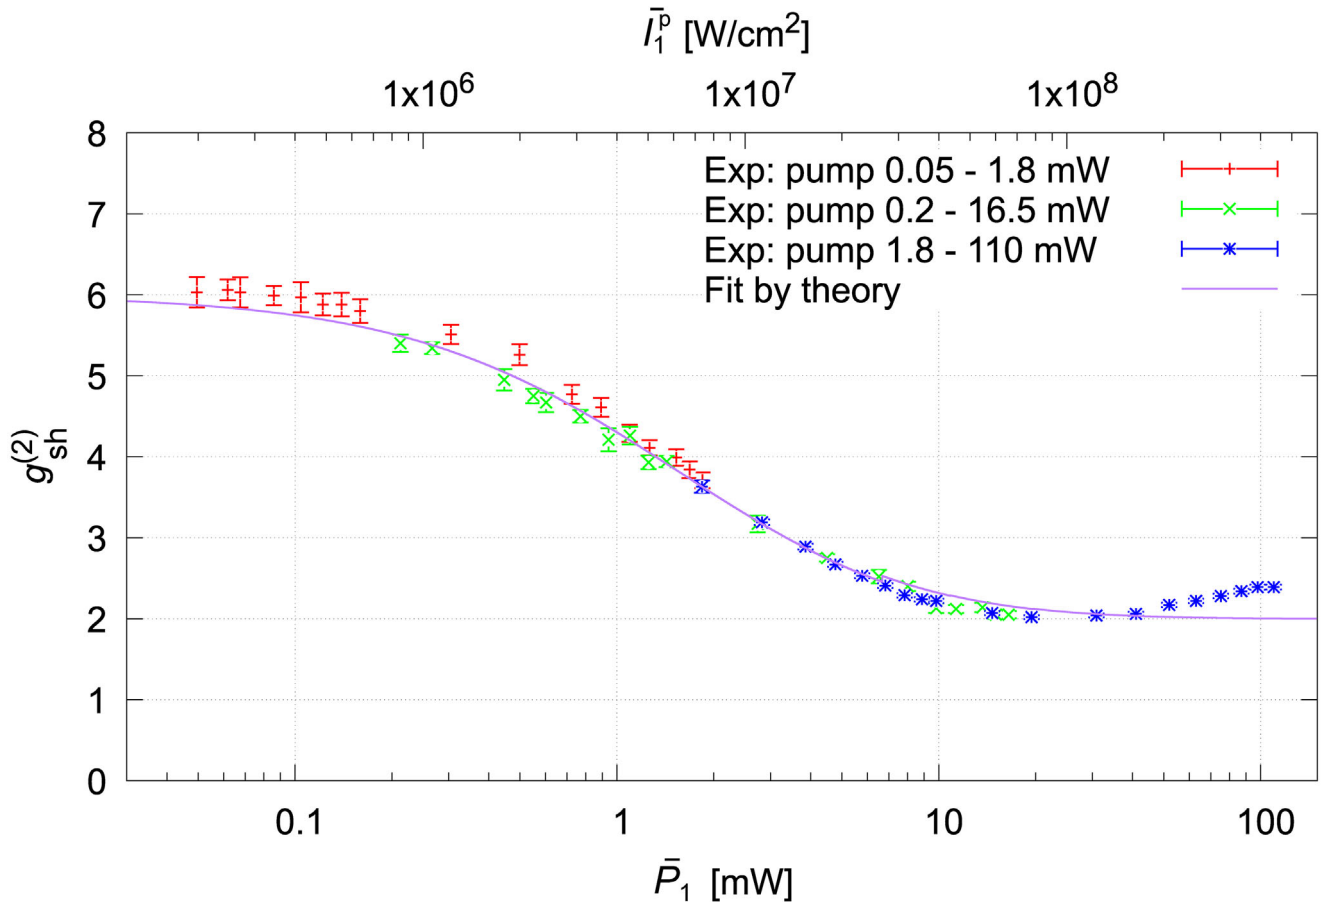 Ī₁ᵖ [W/cm²]
1x10⁶ 1x10⁷ 1x10⁸
8
7
6
5
4
3
2
1
0
g_sh^(2)
Exp: pump 0.05 - 1.8 mW
Exp: pump 0.2 - 16.5 mW
Exp: pump 1.8 - 110 mW
Fit by theory
0.1 1 10 100
P̄₁ [mW]